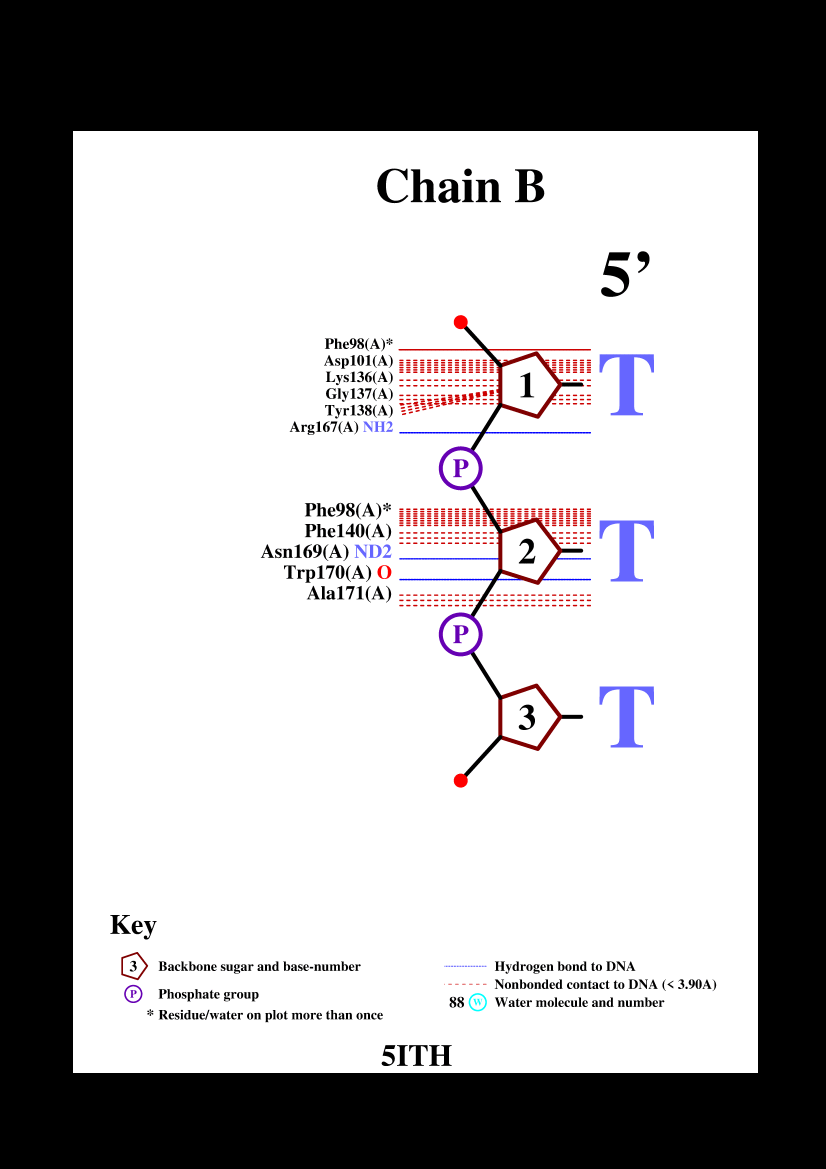 Chain B
5’
Phe98(A)*
Asp101(A)
Lys136(A)
1
T
Gly137(A)
Tyr138(A)
Arg167(A) NH2
P
Phe98(A)*
Phe140(A)
Asn169(A) ND2
2
T
Trp170(A) O
Ala171(A)
P
3
T
Key
3 Backbone sugar and base-number
P Phosphate group
* Residue/water on plot more than once
Hydrogen bond to DNA
Nonbonded contact to DNA (< 3.90A)
88 W Water molecule and number
5ITH